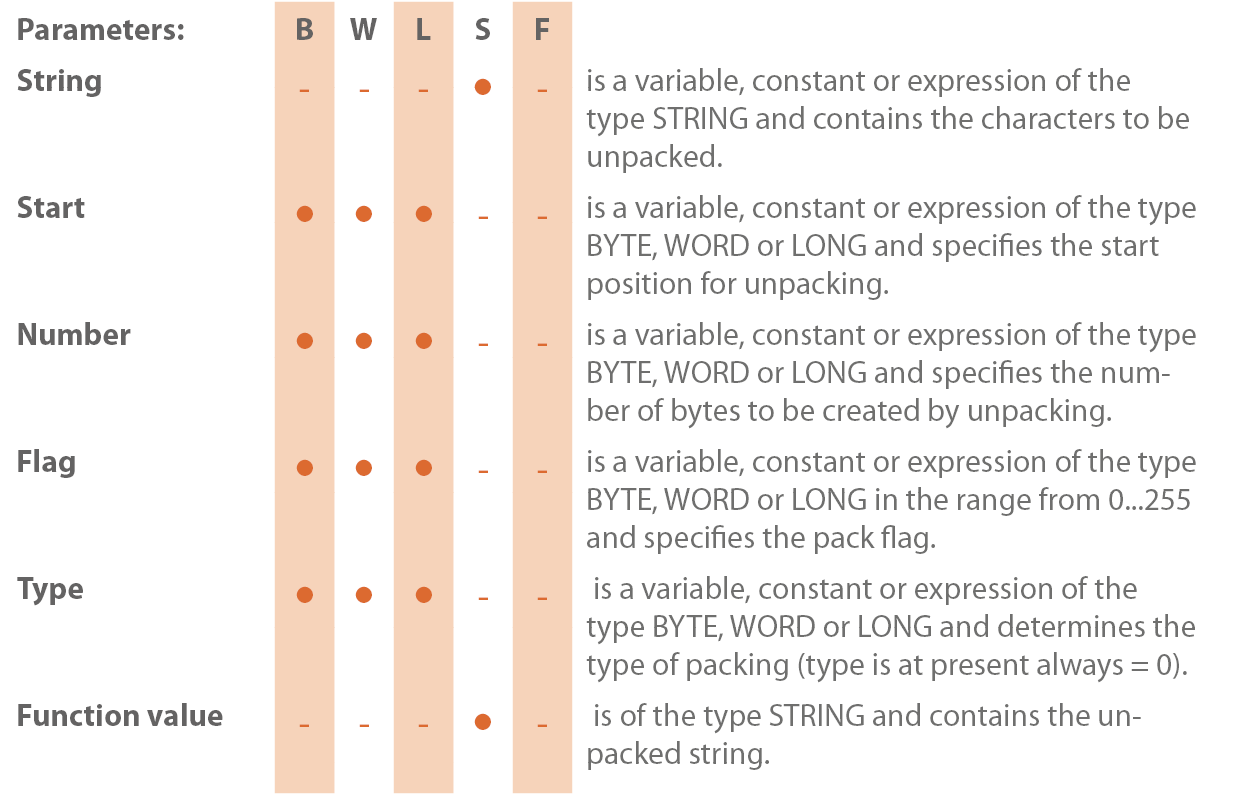 Parameters: B W L S F
String - - - ● - is a variable, constant or expression of the
type STRING and contains the characters to be
unpacked.
Start ● ● ● - - is a variable, constant or expression of the type
BYTE, WORD or LONG and specifies the start
position for unpacking.
Number ● ● ● - - is a variable, constant or expression of the type
BYTE, WORD or LONG and specifies the num-
ber of bytes to be created by unpacking.
Flag ● ● ● - - is a variable, constant or expression of the type
BYTE, WORD or LONG in the range from 0...255
and specifies the pack flag.
Type ● ● ● - - is a variable, constant or expression of the
type BYTE, WORD or LONG and determines the
type of packing (type is at present always = 0).
Function value - - - ● - is of the type STRING and contains the un-
packed string.